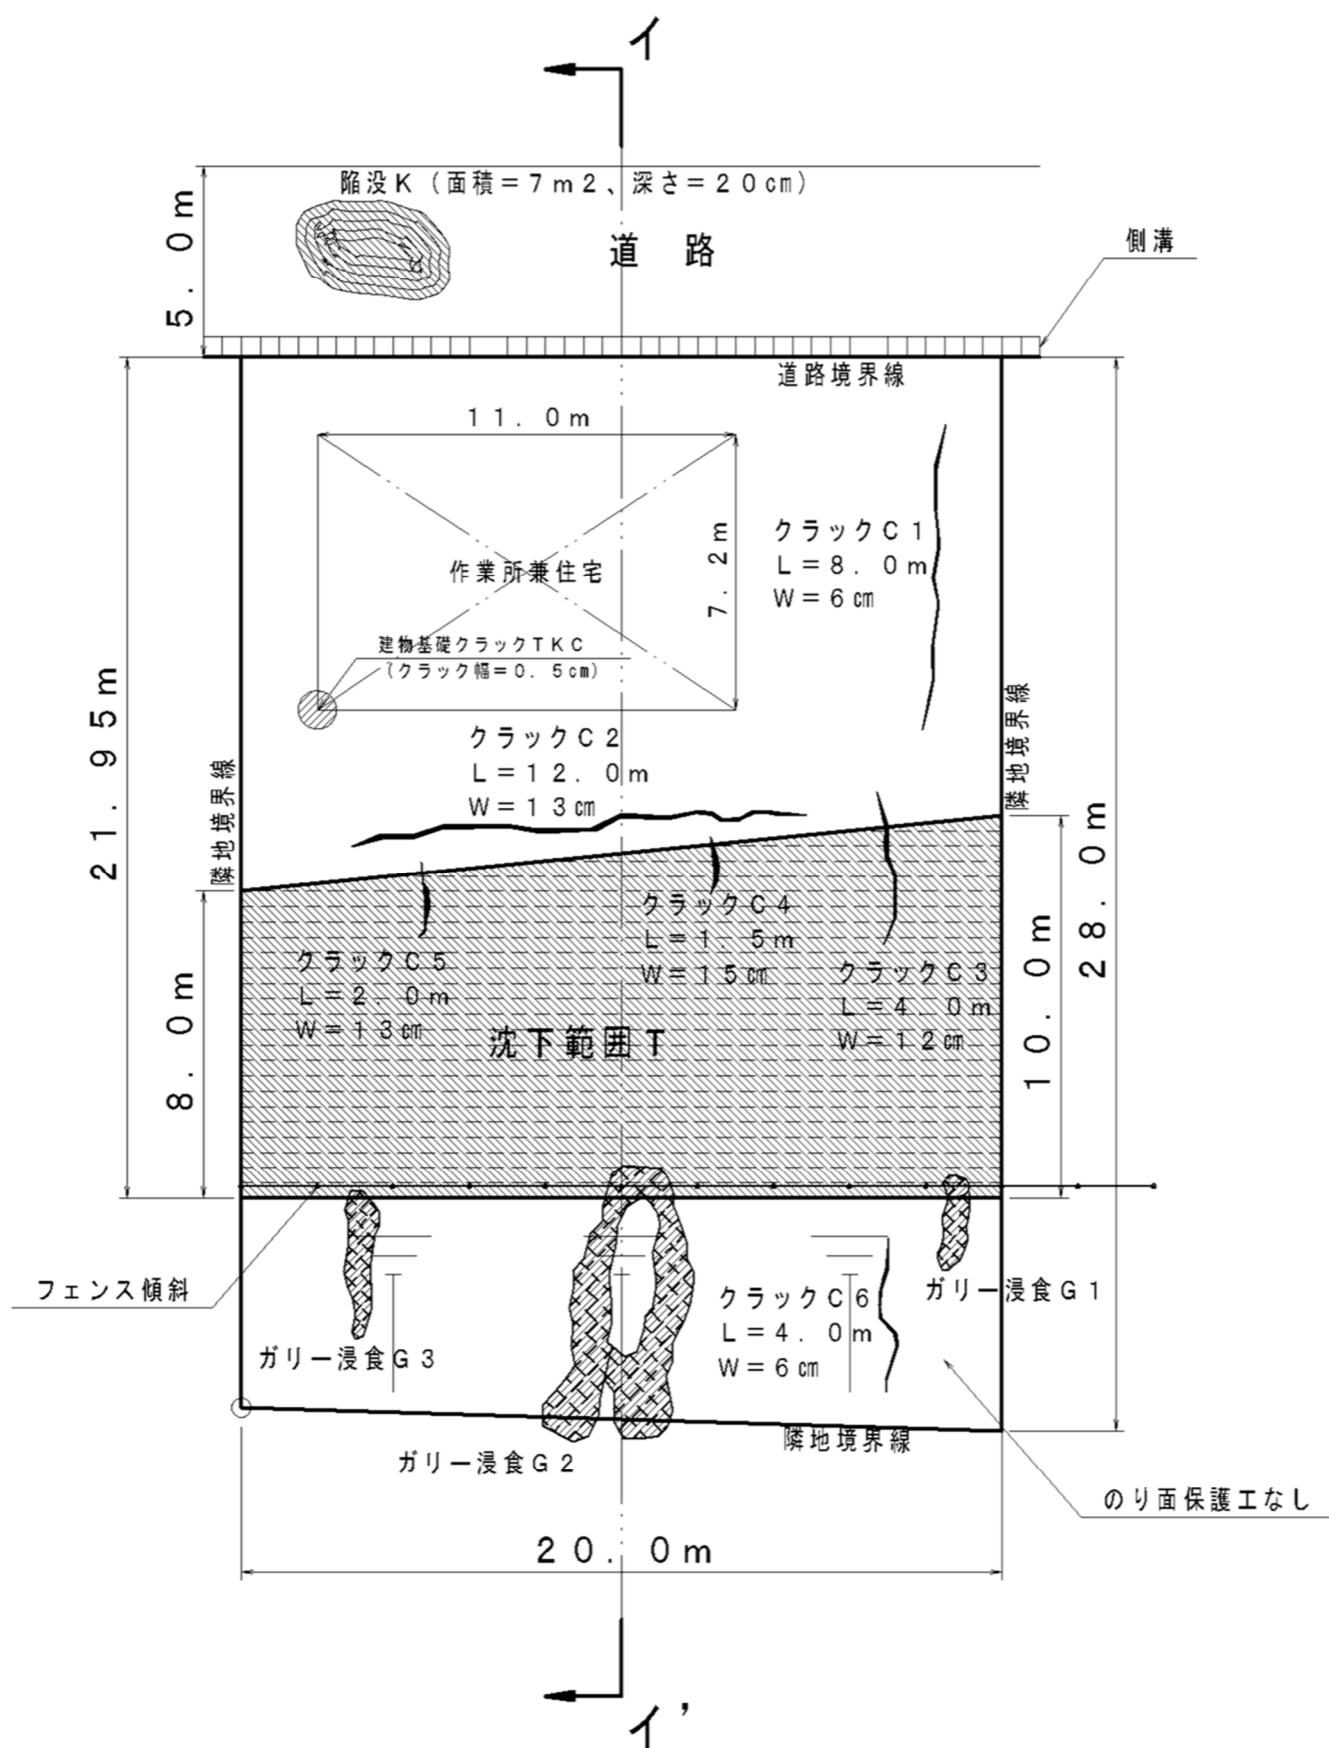 イ
陥没K（面積＝7m2、深さ＝20cm）
5.0m
道 路
側溝
道路境界線
11.0m
クラックC1
L＝8.0m
W＝6㎝
7.2m
作業所兼住宅
建物基礎クラックTKC
（クラック幅＝0.5cm）
21.95m
隣地境界線
クラックC2
L＝12.0m
W＝13㎝
隣地境界線
28.0m
クラックC4
L＝1.5m
W＝15㎝
クラックC5
L＝2.0m
W＝13㎝
クラックC3
L＝4.0m
W＝12㎝
10.0m
8.0m
沈下範囲T
フェンス傾斜
クラックC6
L＝4.0m
W＝6㎝
ガリー浸食G1
ガリー浸食G3
隣地境界線
ガリー浸食G2
のり面保護工なし
20.0m
イ’